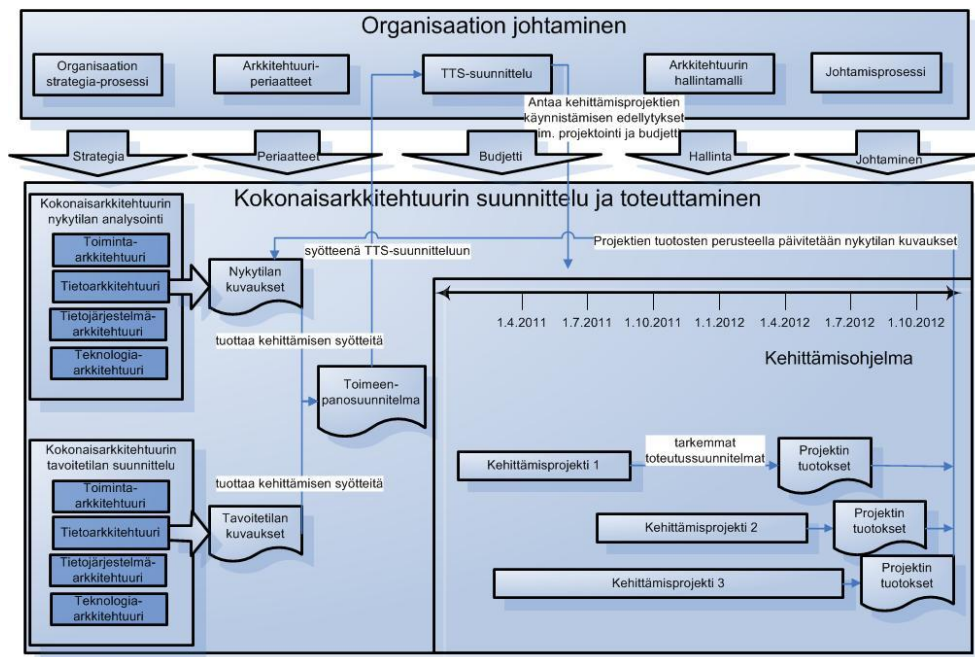 Organisaation johtaminen
Organisaation
strategia-prosessi
Arkkitehtuuri-
periaatteet
TTS-suunnittelu
Arkkitehtuurin
hallintamalli
Johtamisprosessi
Antaa kehittämisprojektien
käynnistämisen edellytykset
im. projektointi ja budjetti
Strategia
Periaatteet
Budjetti
Hallinta
Johtaminen
Kokonaisarkkitehtuurin suunnittelu ja toteuttaminen
Kokonaisarkkitehtuurin
nykytilan analysointi
Toiminta-
arkkitehtuuri
Tietoarkkitehtuuri
Tietojärjestelmä-
arkkitehtuuri
Teknologia-
arkkitehtuuri
Nykytilan
kuvaukset
syötteenä TTS-suunnitteluun
Projektien tuotosten perusteella päivitetään nykytilan kuvaukset
tuottaa kehittämisen syötteitä
Toimeen-
panosuunnitelma
1.4.2011
1.7.2011
1.10.2011
1.1.2012
1.4.2012
1.7.2012
1.10.2012
Kehittämisohjelma
Kokonaisarkkitehtuurin
tavoitetilan suunnittelu
Toiminta-
arkkitehtuuri
Tietoarkkitehtuuri
Tietojärjestelmä-
arkkitehtuuri
Teknologia-
arkkitehtuuri
tuottaa kehittämisen syötteitä
Tavoitetilan
kuvaukset
Kehittämisprojekti 1
tarkemmat
toteutussuunnitelmat
Projektin
tuotokset
Kehittämisprojekti 2
Projektin
tuotokset
Kehittämisprojekti 3
Projektin
tuotokset